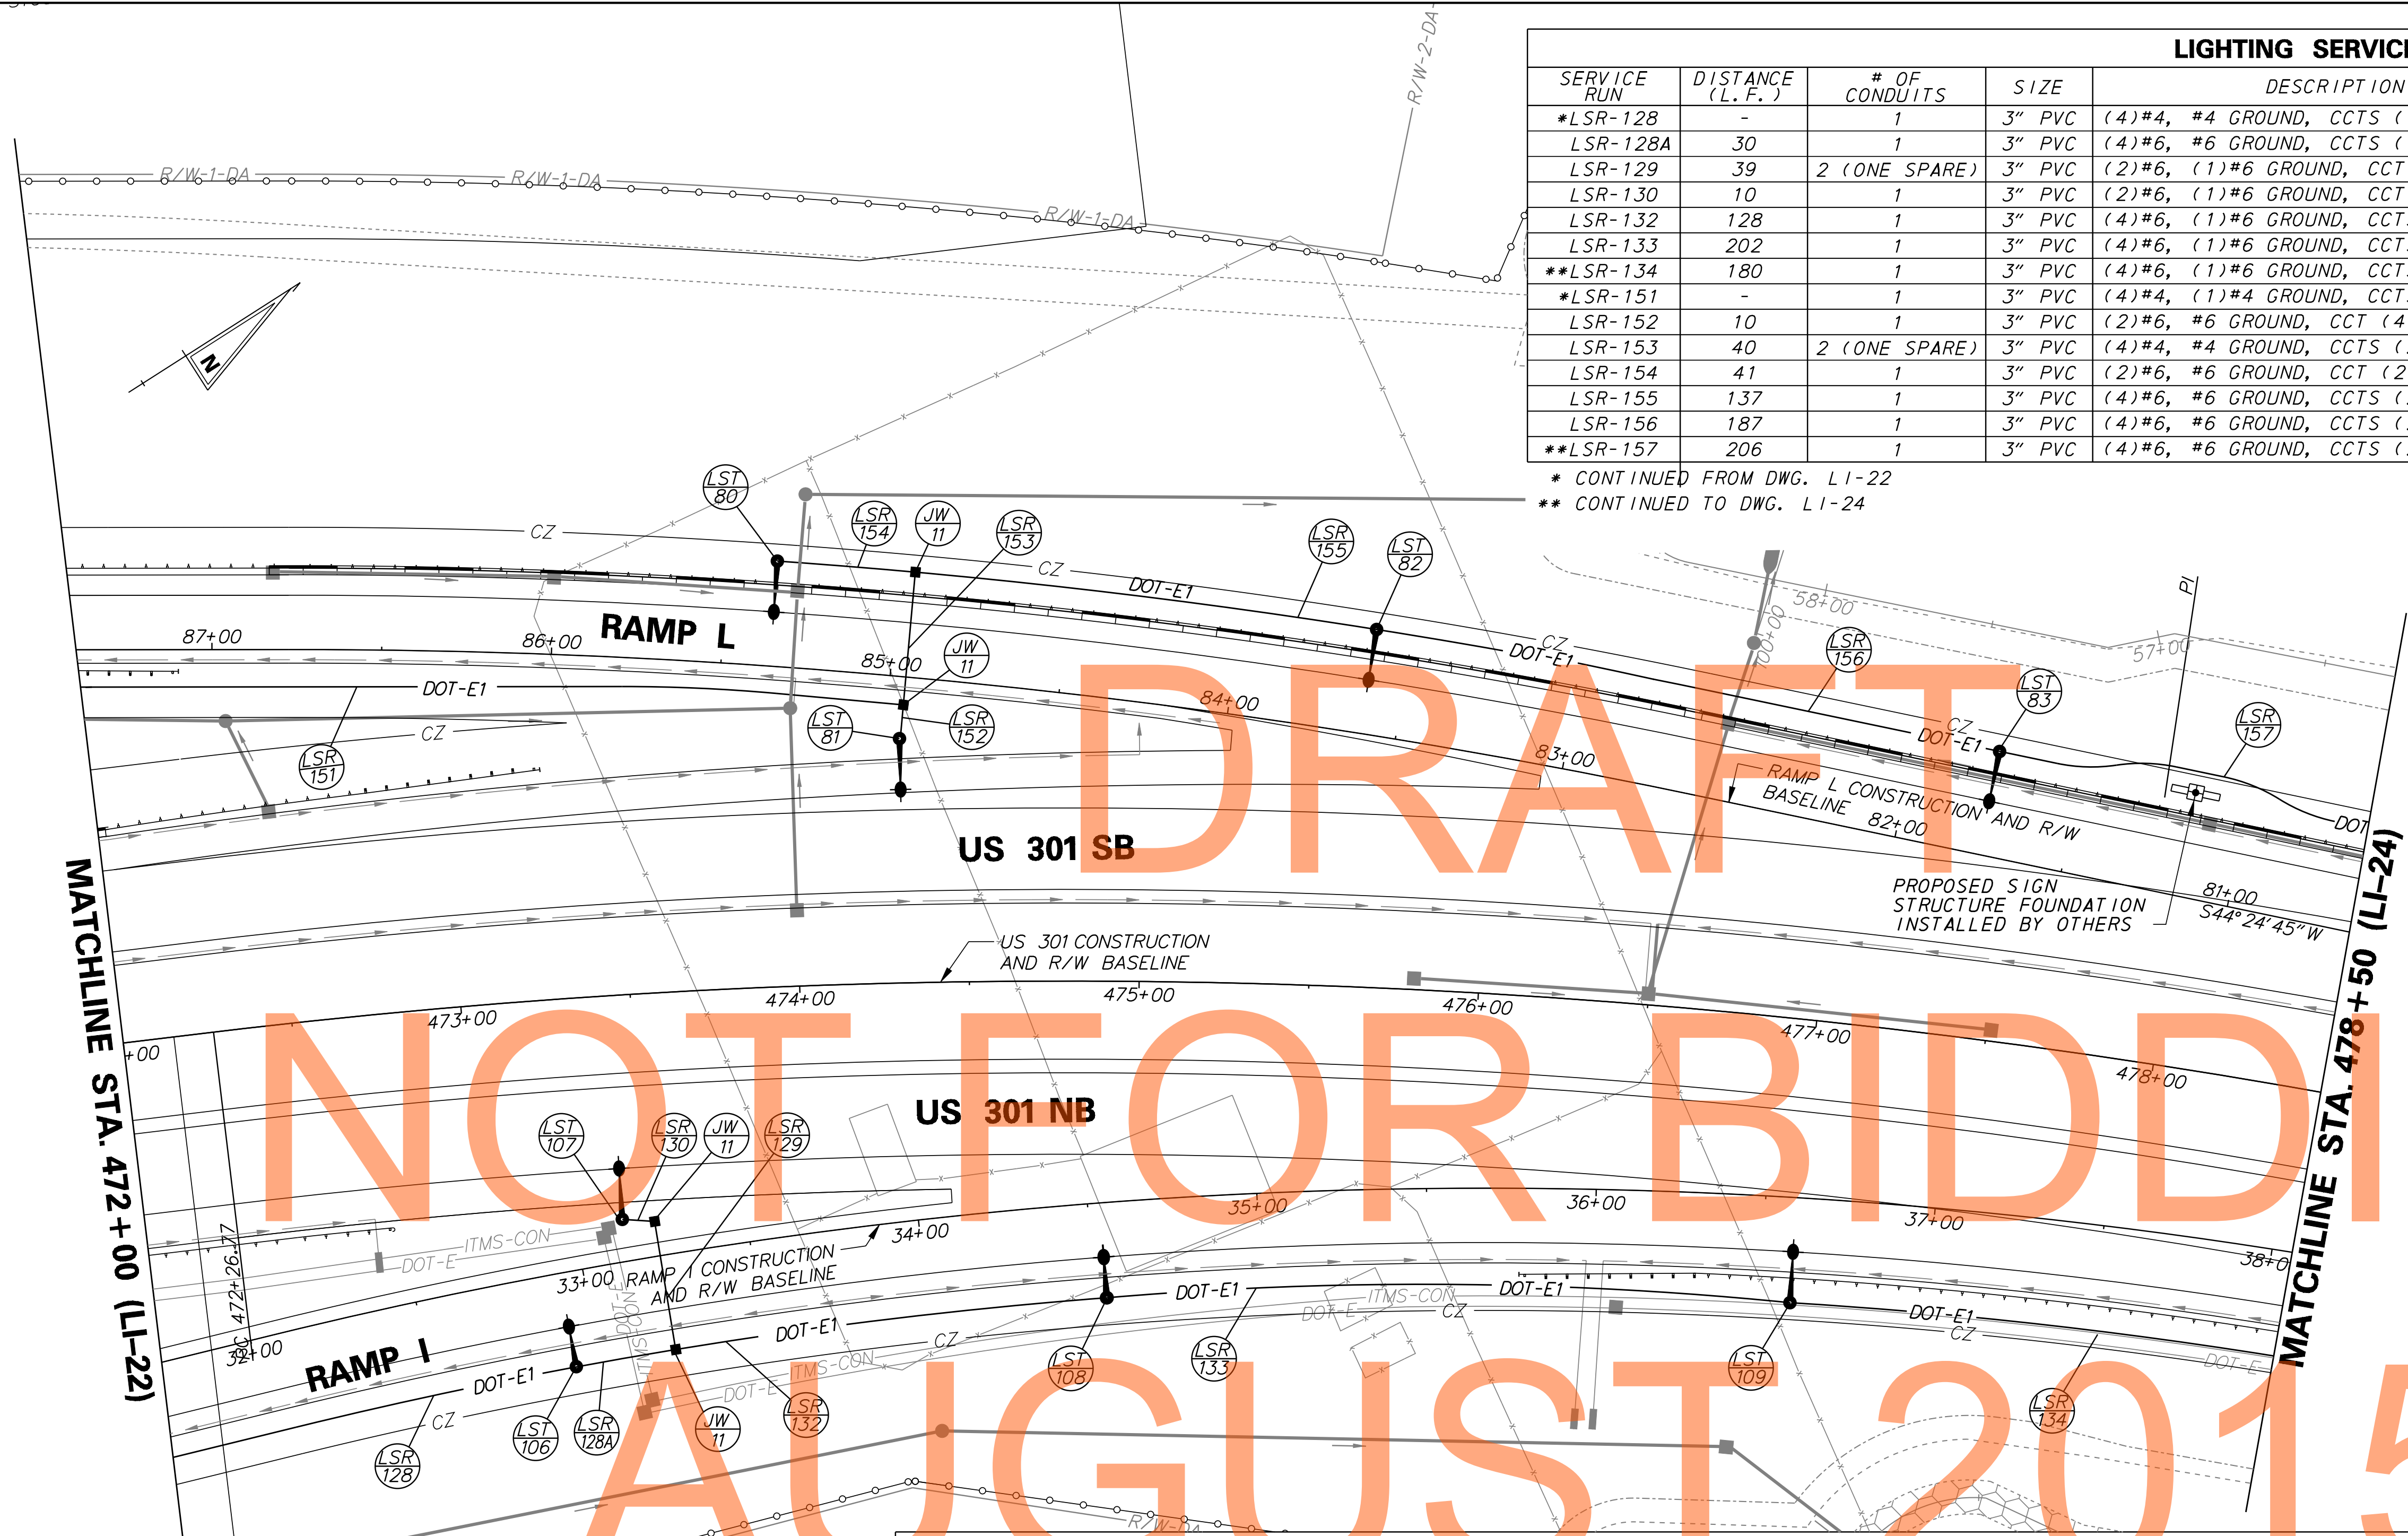 LIGHTING SERVICE
SERVICE RUN DISTANCE (L.F.) # OF CONDUITS SIZE DESCRIPTION
*LSR-128 - 1 3" PVC (4)#4, #4 GROUND, CCTS (
LSR-128A 30 1 3" PVC (4)#6, #6 GROUND, CCTS (
LSR-129 39 2 (ONE SPARE) 3" PVC (2)#6, (1)#6 GROUND, CCT
LSR-130 10 1 3" PVC (2)#6, (1)#6 GROUND, CCT
LSR-132 128 1 3" PVC (4)#6, (1)#6 GROUND, CCT
LSR-133 202 1 3" PVC (4)#6, (1)#6 GROUND, CCT
**LSR-134 180 1 3" PVC (4)#6, (1)#6 GROUND, CCT
*LSR-151 - 1 3" PVC (4)#4, (1)#4 GROUND, CCT
LSR-152 10 1 3" PVC (2)#6, #6 GROUND, CCT (4
LSR-153 40 2 (ONE SPARE) 3" PVC (4)#4, #4 GROUND, CCTS (
LSR-154 41 1 3" PVC (2)#6, #6 GROUND, CCT (2
LSR-155 137 1 3" PVC (4)#6, #6 GROUND, CCTS (
LSR-156 187 1 3" PVC (4)#6, #6 GROUND, CCTS (
**LSR-157 206 1 3" PVC (4)#6, #6 GROUND, CCTS (
* CONTINUED FROM DWG. LI-22
** CONTINUED TO DWG. LI-24
R/W-2-DA
R/W-1-DA
R/W-1-DA
R/W-1-DA
N
LST 80
LSR 154
JW 11
LSR 153
LSR 155
LST 82
CZ
CZ
DOT-E1
CZ
DOT-E1
58+00
57+00
100+00
PI
LSR 156
LST 83
LSR 157
CZ
DOT-E1
DOT
87+00
86+00
RAMP L
85+00
JW 11
84+00
83+00
82+00
81+00
DOT-E1
CZ
LSR 151
LST 81
LSR 152
RAMP L CONSTRUCTION AND R/W
BASELINE
S44°24'45"W
PROPOSED SIGN
STRUCTURE FOUNDATION
INSTALLED BY OTHERS
DRAFT
US 301 SB
US 301 CONSTRUCTION
AND R/W BASELINE
+00
473+00
474+00
475+00
476+00
477+00
478+00
MATCHLINE STA. 472+00 (LI-22)
MATCHLINE STA. 478+50 (LI-24)
NOT FOR BIDDI
US 301 NB
LST 107
LSR 130
JW 11
LSR 129
472+26.77
ITMS-CON
DOT-E
32+00
33+00
34+00
35+00
36+00
37+00
38+0
RAMP I CONSTRUCTION
AND R/W BASELINE
DOT-E
ITMS-CON
RAMP I
DOT-E1
DOT-E1
DOT-E1
DOT-E1
DOT-E1
CZ
CZ
CZ
CZ
DOT-E
ITMS-CON
DOT-E
ITMS-CON
DOT-E
LSR 128
LST 106
LSR 128A
JW 11
LSR 132
LST 108
LSR 133
LST 109
LSR 134
AUGUST 2015
R/W-DA